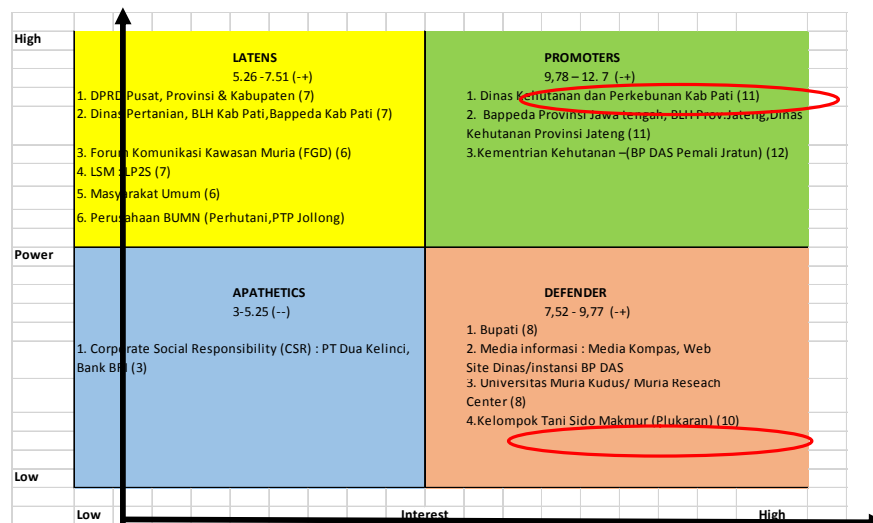 High
LATENS
5.26 -7.51 (-+)
1. DPRD Pusat, Provinsi & Kabupaten (7)
2. Dinas Pertanian, BLH Kab Pati,Bappeda Kab Pati (7)
3. Forum Komunikasi Kawasan Muria (FGD) (6)
4. LSM :LP2S (7)
5. Masyarakat Umum (6)
6. Perusahaan BUMN (Perhutani,PTP Jollong)
PROMOTERS
9,78 – 12. 7 (-+)
1. Dinas Kehutanan dan Perkebunan Kab Pati (11)
2. Bappeda Provinsi Jawa tengah, BLH Prov.Jateng,Dinas
Kehutanan Provinsi Jateng (11)
3.Kementrian Kehutanan –(BP DAS Pemali Jratun) (12)
Power
APATHETICS
3-5.25 (--)
1. Corporate Social Responsibility (CSR) : PT Dua Kelinci,
Bank BRI (3)
DEFENDER
7,52 - 9,77 (-+)
1. Bupati (8)
2. Media informasi : Media Kompas, Web
Site Dinas/instansi BP DAS
3. Universitas Muria Kudus/ Muria Reseach
Center (8)
4.Kelompok Tani Sido Makmur (Plukaran) (10)
Low
Low
Interest
High